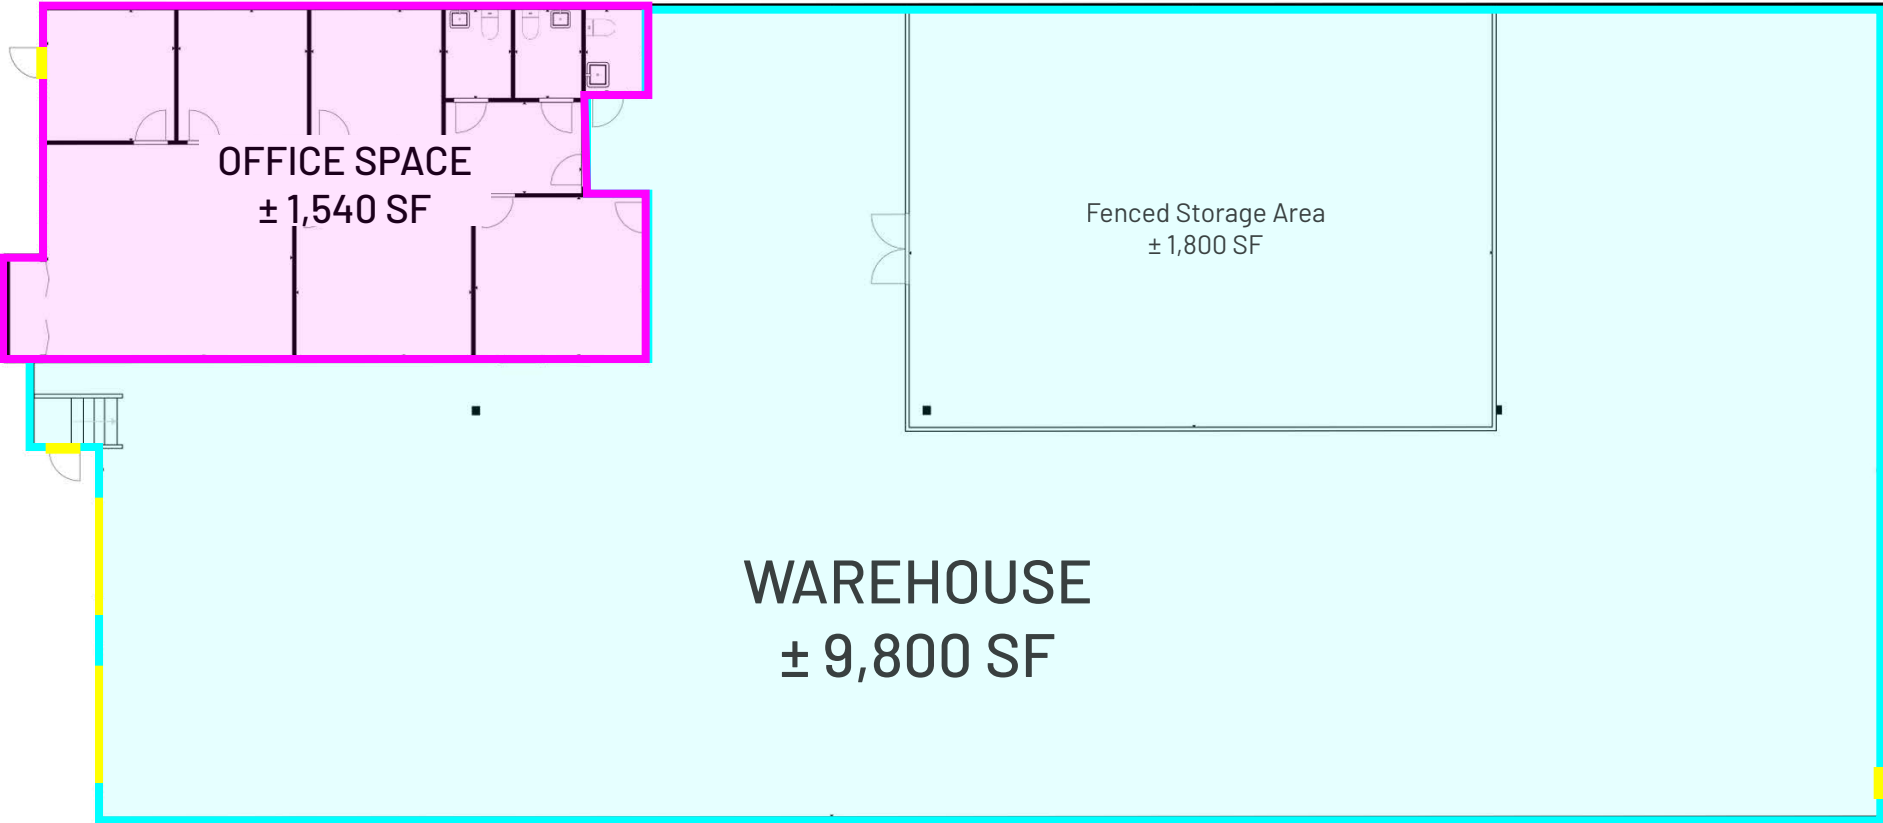 OFFICE SPACE
± 1,540 SF
Fenced Storage Area
± 1,800 SF
WAREHOUSE
± 9,800 SF